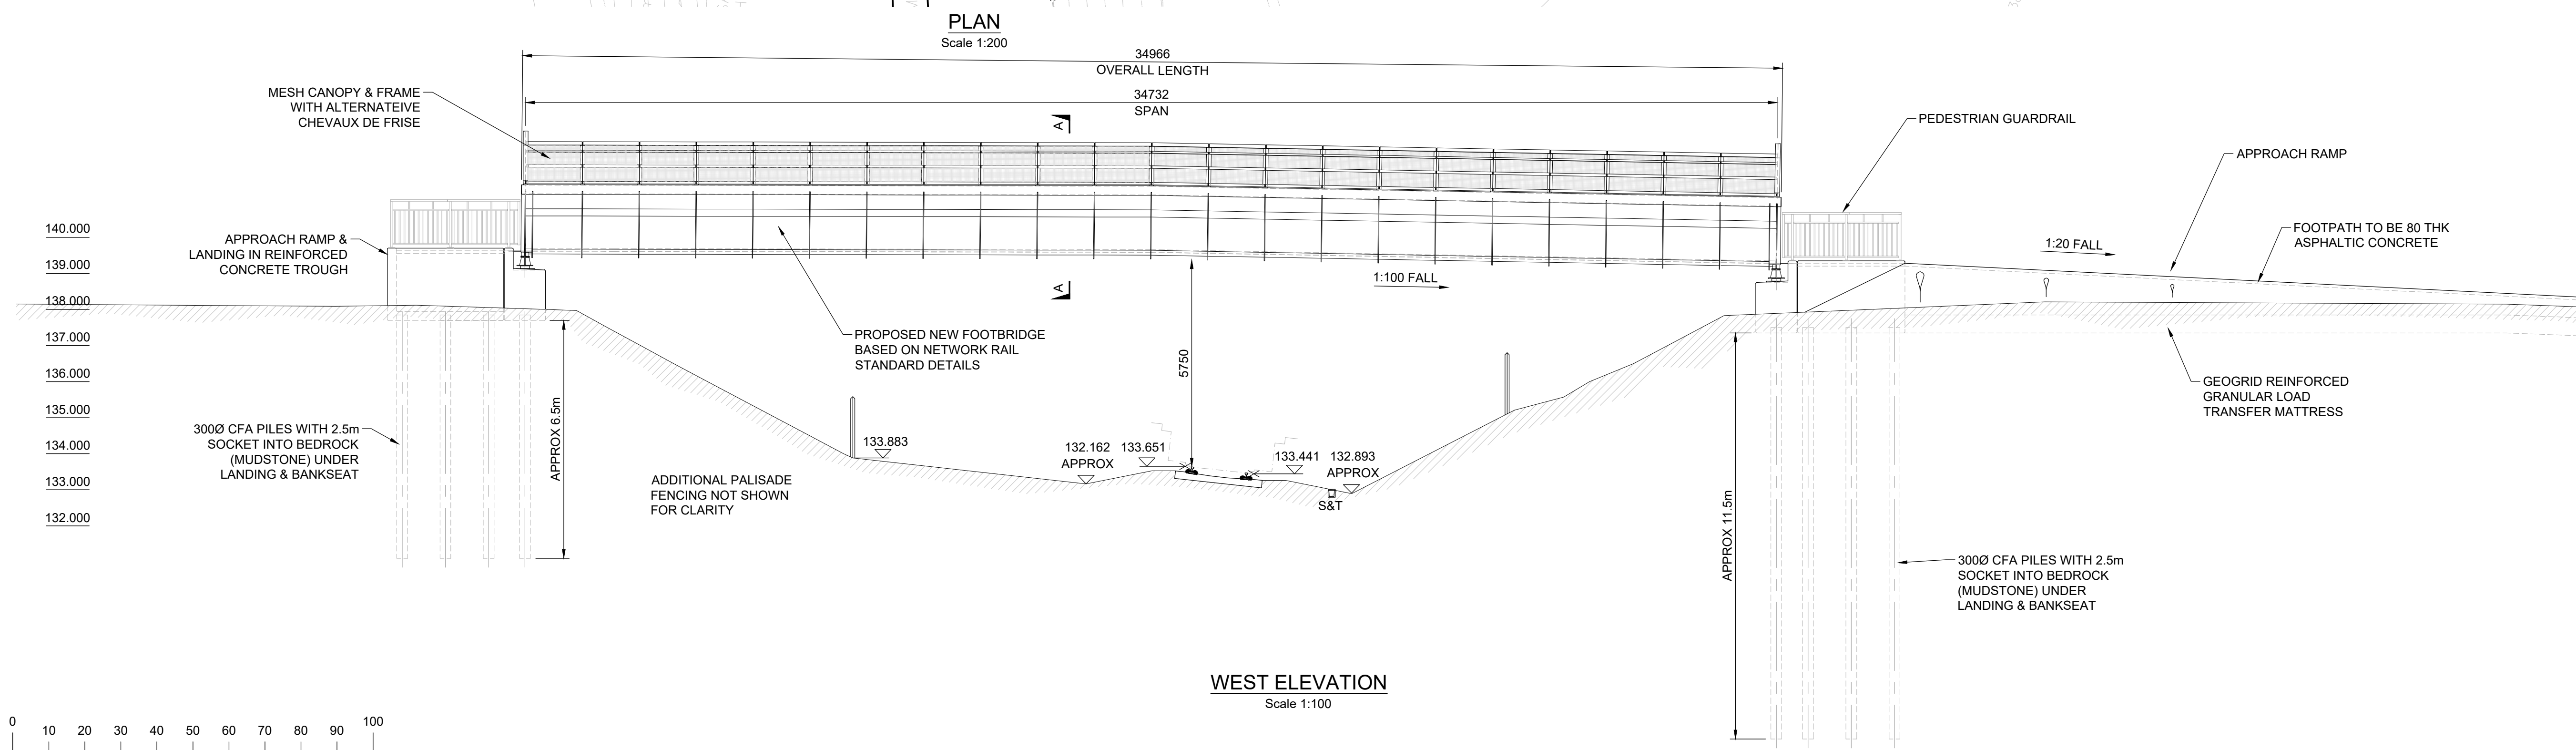 PLAN
Scale 1:200
34966
OVERALL LENGTH
34732
SPAN
MESH CANOPY & FRAME
WITH ALTERNATEIVE
CHEVAUX DE FRISE
A
PEDESTRIAN GUARDRAIL
APPROACH RAMP
140.000
139.000
138.000
137.000
136.000
135.000
134.000
133.000
132.000
APPROACH RAMP &
LANDING IN REINFORCED
CONCRETE TROUGH
FOOTPATH TO BE 80 THK
ASPHALTIC CONCRETE
1:20 FALL
1:100 FALL
A
PROPOSED NEW FOOTBRIDGE
BASED ON NETWORK RAIL
STANDARD DETAILS
5750
GEOGRID REINFORCED
GRANULAR LOAD
TRANSFER MATTRESS
300Ø CFA PILES WITH 2.5m
SOCKET INTO BEDROCK
(MUDSTONE) UNDER
LANDING & BANKSEAT
APPROX 6.5m
133.883
132.162
APPROX
133.651
133.441
132.893
APPROX
S&T
ADDITIONAL PALISADE
FENCING NOT SHOWN
FOR CLARITY
APPROX 11.5m
300Ø CFA PILES WITH 2.5m
SOCKET INTO BEDROCK
(MUDSTONE) UNDER
LANDING & BANKSEAT
WEST ELEVATION
Scale 1:100
0 10 20 30 40 50 60 70 80 90 100